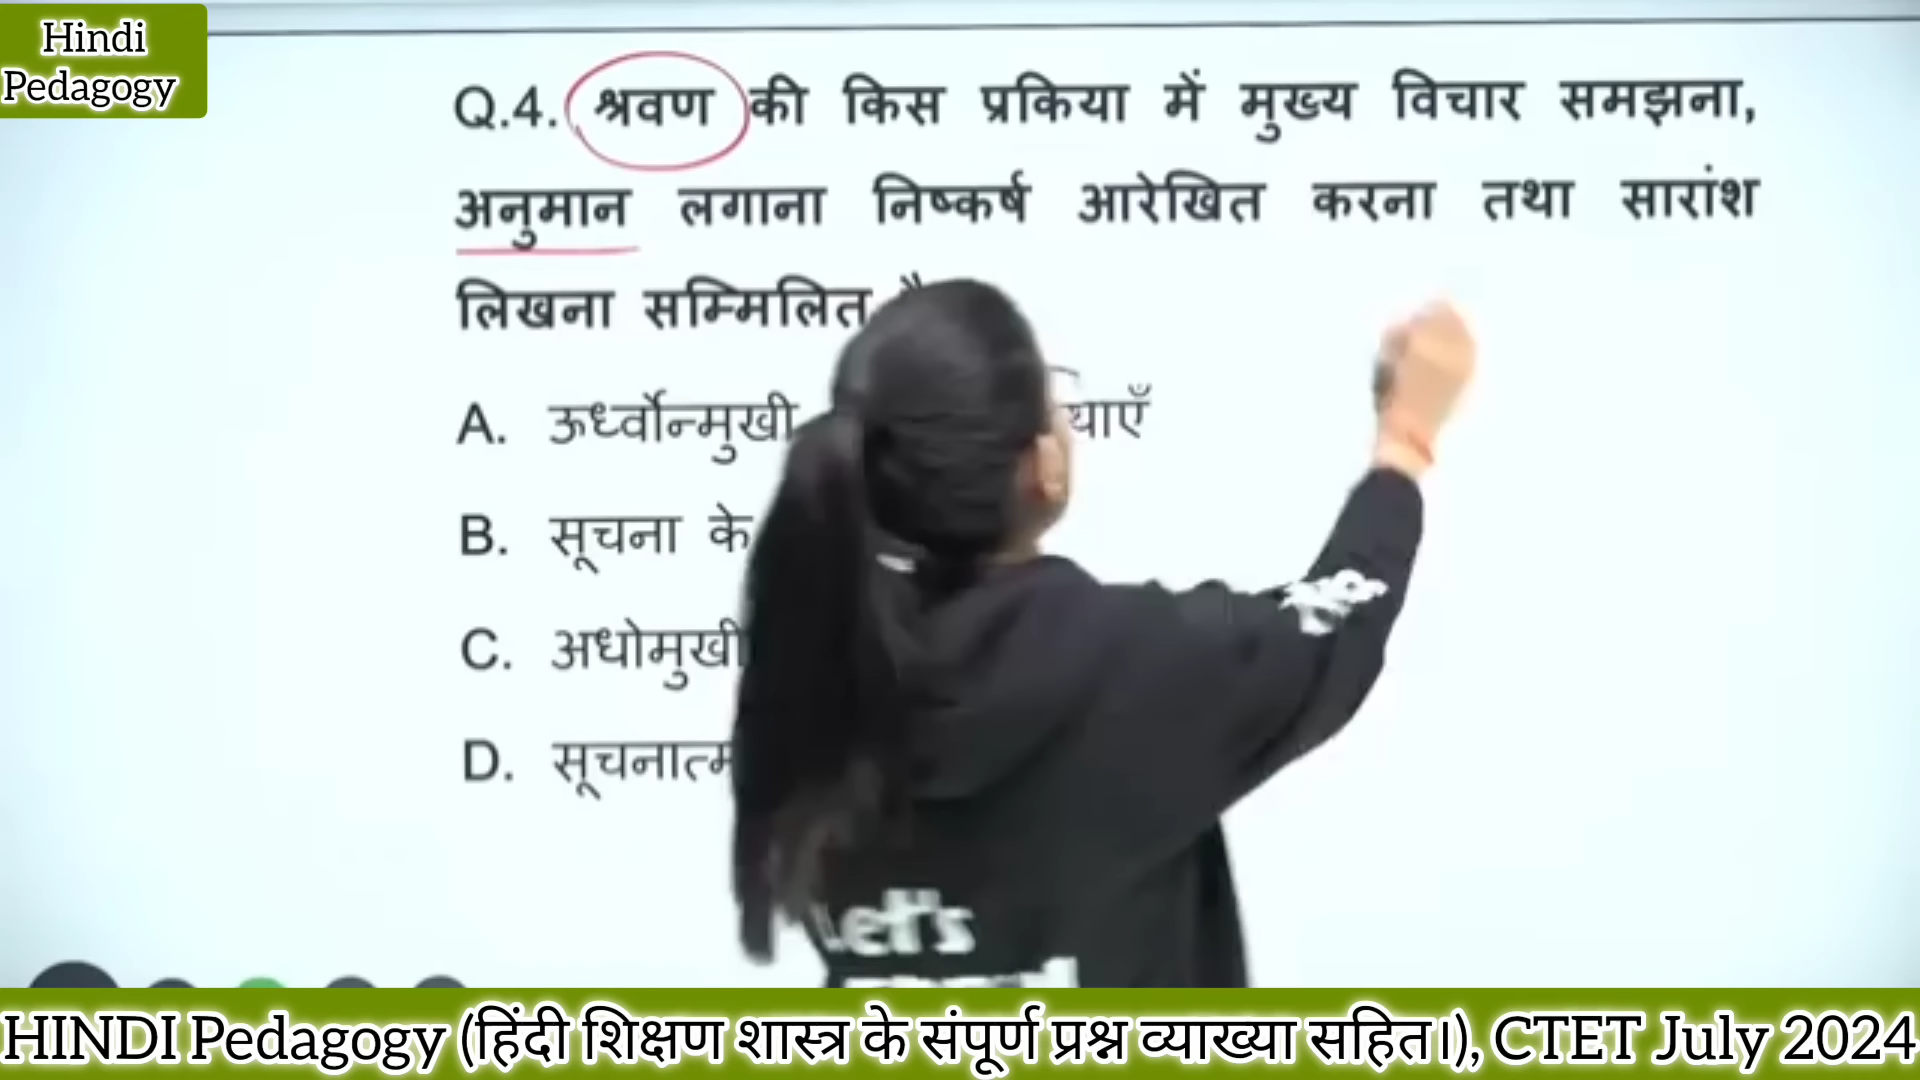 Hindi
Pedagogy
Q.4. श्रवण की किस प्रकिया में मुख्य विचार समझना,
अनुमान लगाना निष्कर्ष आरेखित करना तथा सारांश
लिखना सम्मिलित
A. ऊर्ध्वोन्मुखी
B. सूचना के
C. अधोमुखी
D.
Let's
HINDI Pedagogy (हिंदी शिक्षण शास्त्र के संपूर्ण प्रश्न व्याख्या सहित।), CTET July 2024